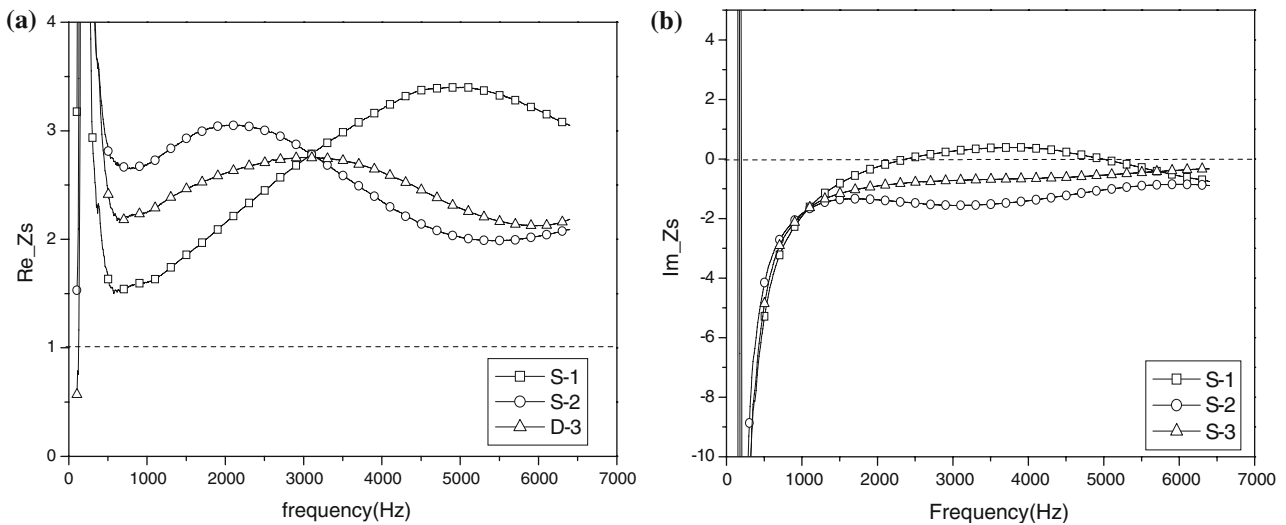 (a)
4
3
2
1
0
Re_Zs
0 1000 2000 3000 4000 5000 6000 7000
frequency(Hz)
S-1
S-2
D-3
(b)
4
2
0
-2
-4
-6
-8
-10
Im_Zs
0 1000 2000 3000 4000 5000 6000 7000
Frequency(Hz)
S-1
S-2
S-3